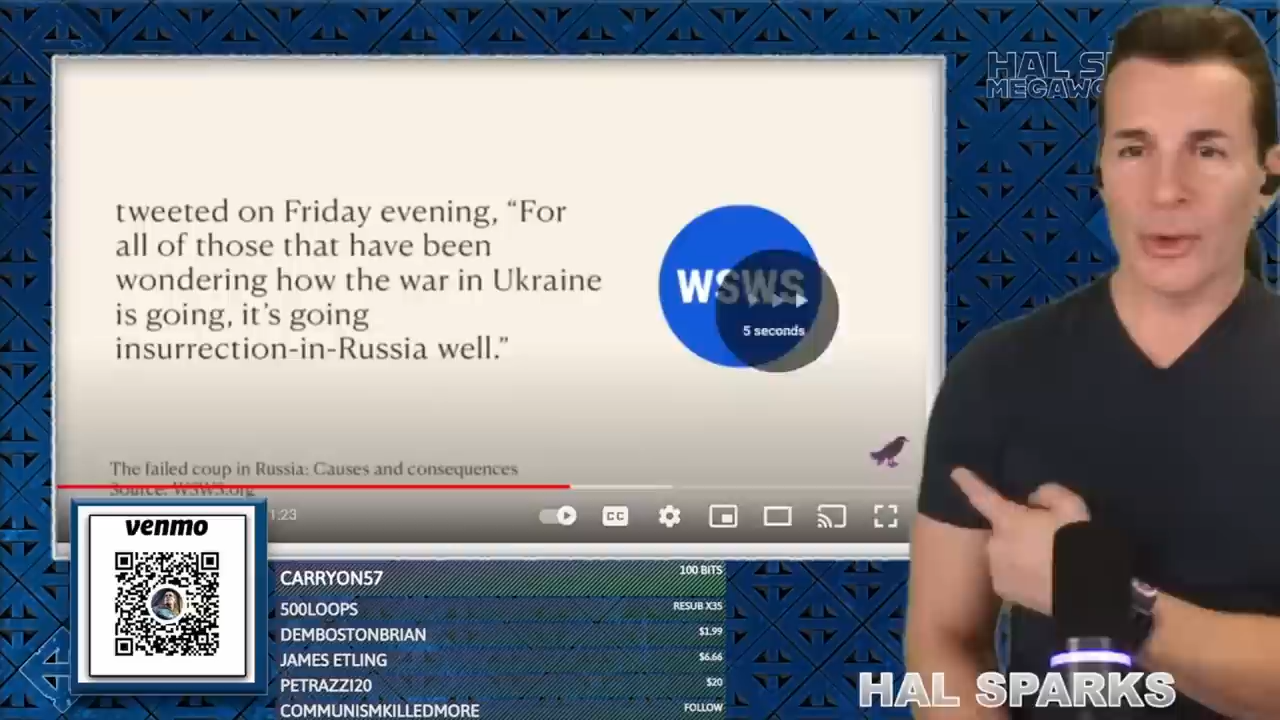 HAL S
MEGAWO
tweeted on Friday evening, “For
all of those that have been
wondering how the war in Ukraine
is going, it’s going
insurrection-in-Russia well.”
WSWS
5 seconds
The failed coup in Russia: Causes and consequences
Source: WSWS.org
1:23
CC
venmo
CARRYON57 100 BITS
500LOOPS RESUB X35
DEMBOSTONBRIAN $1.99
JAMES ETLING $6.66
PETRAZZI20 $20
COMMUNISMKILLEDMORE FOLLOW
HAL SPARKS